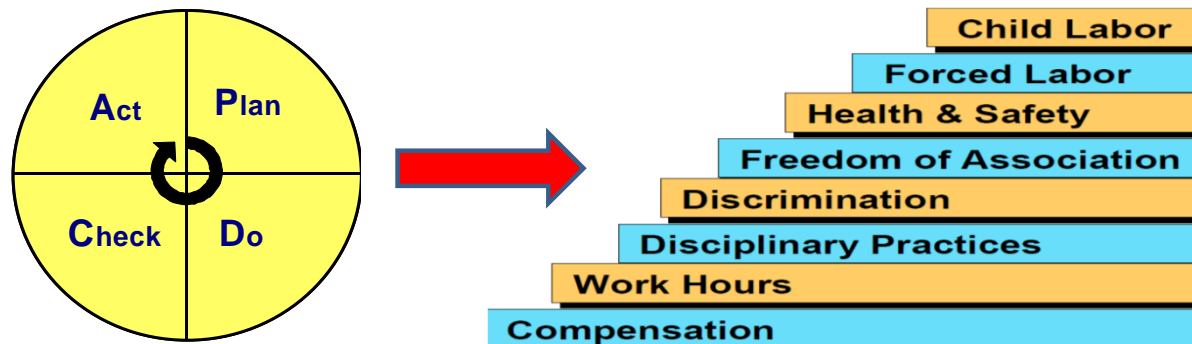 Act
Plan
Check
Do
Child Labor
Forced Labor
Health & Safety
Freedom of Association
Discrimination
Disciplinary Practices
Work Hours
Compensation